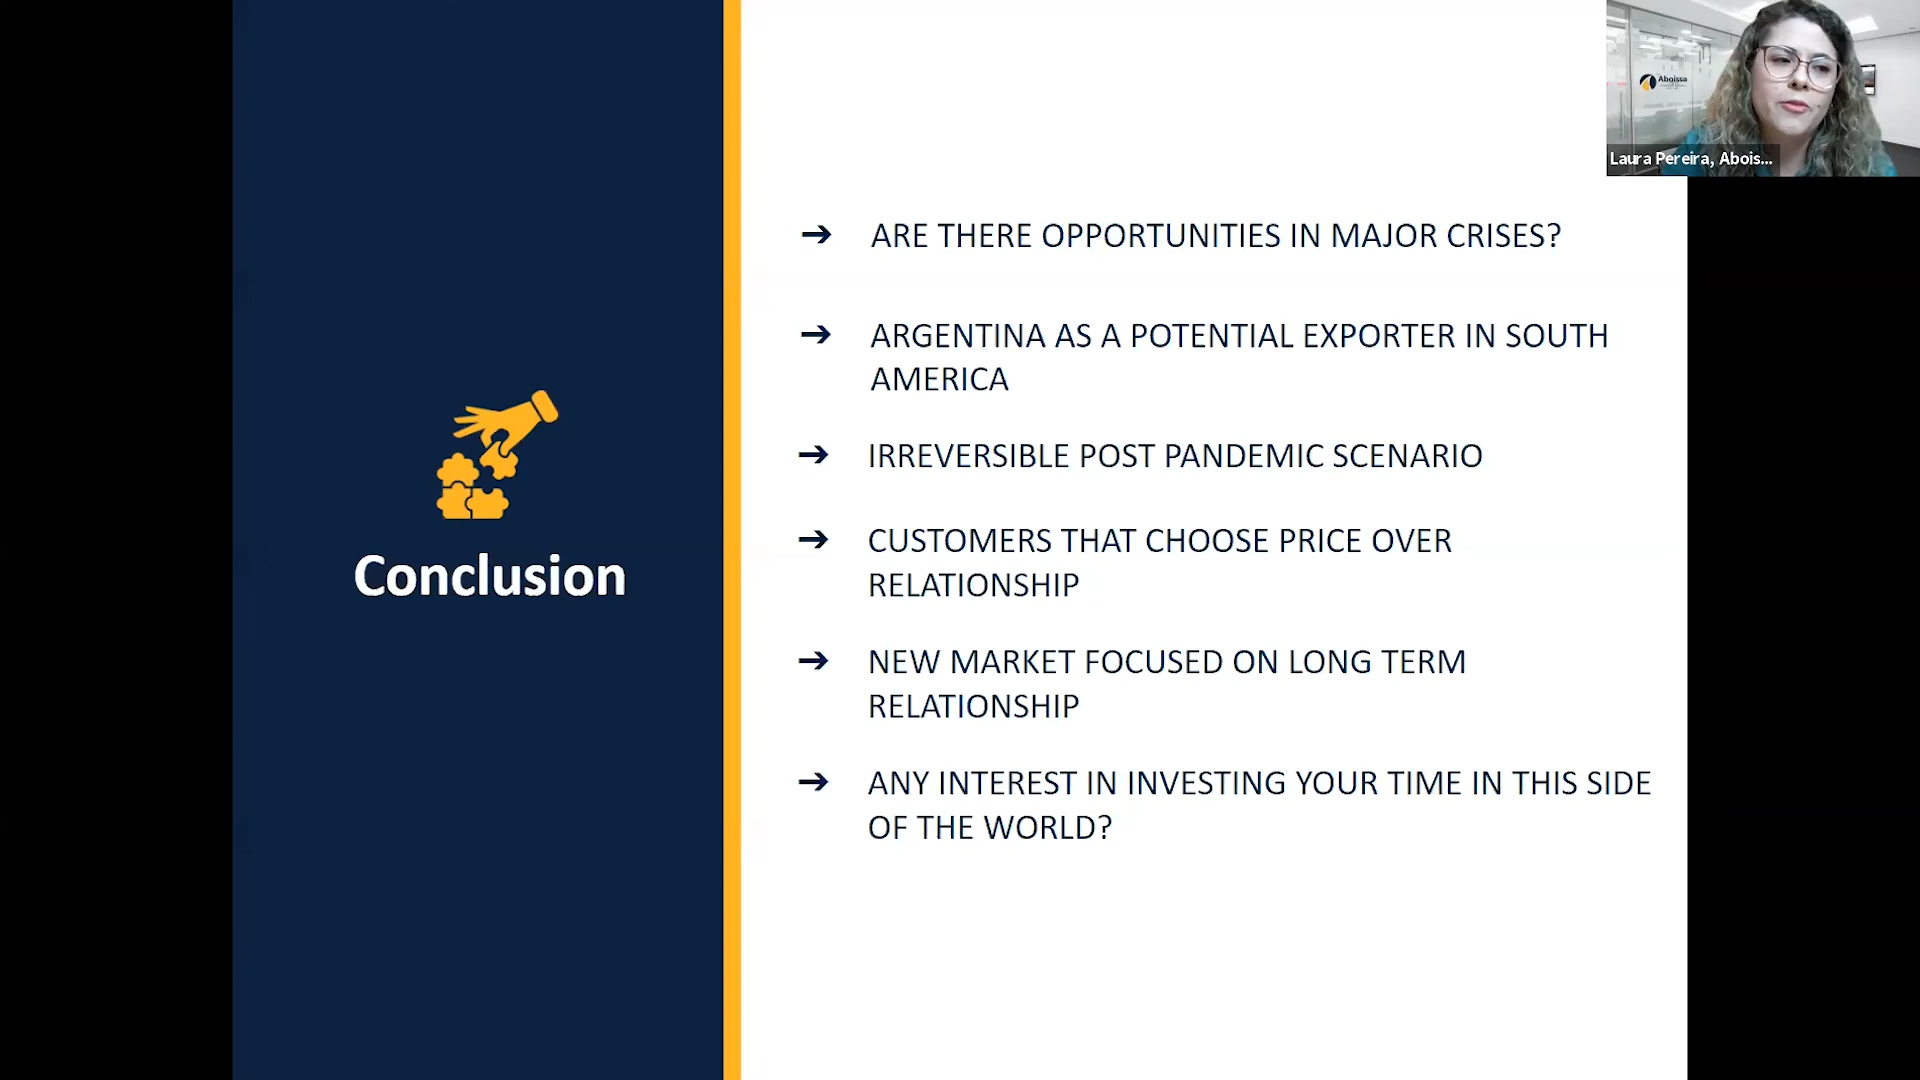 Aboissa
Laura Pereira, Abois...
➔ ARE THERE OPPORTUNITIES IN MAJOR CRISES?
➔ ARGENTINA AS A POTENTIAL EXPORTER IN SOUTH
AMERICA
➔ IRREVERSIBLE POST PANDEMIC SCENARIO
➔ CUSTOMERS THAT CHOOSE PRICE OVER
RELATIONSHIP
➔ NEW MARKET FOCUSED ON LONG TERM
RELATIONSHIP
➔ ANY INTEREST IN INVESTING YOUR TIME IN THIS SIDE
OF THE WORLD?
Conclusion